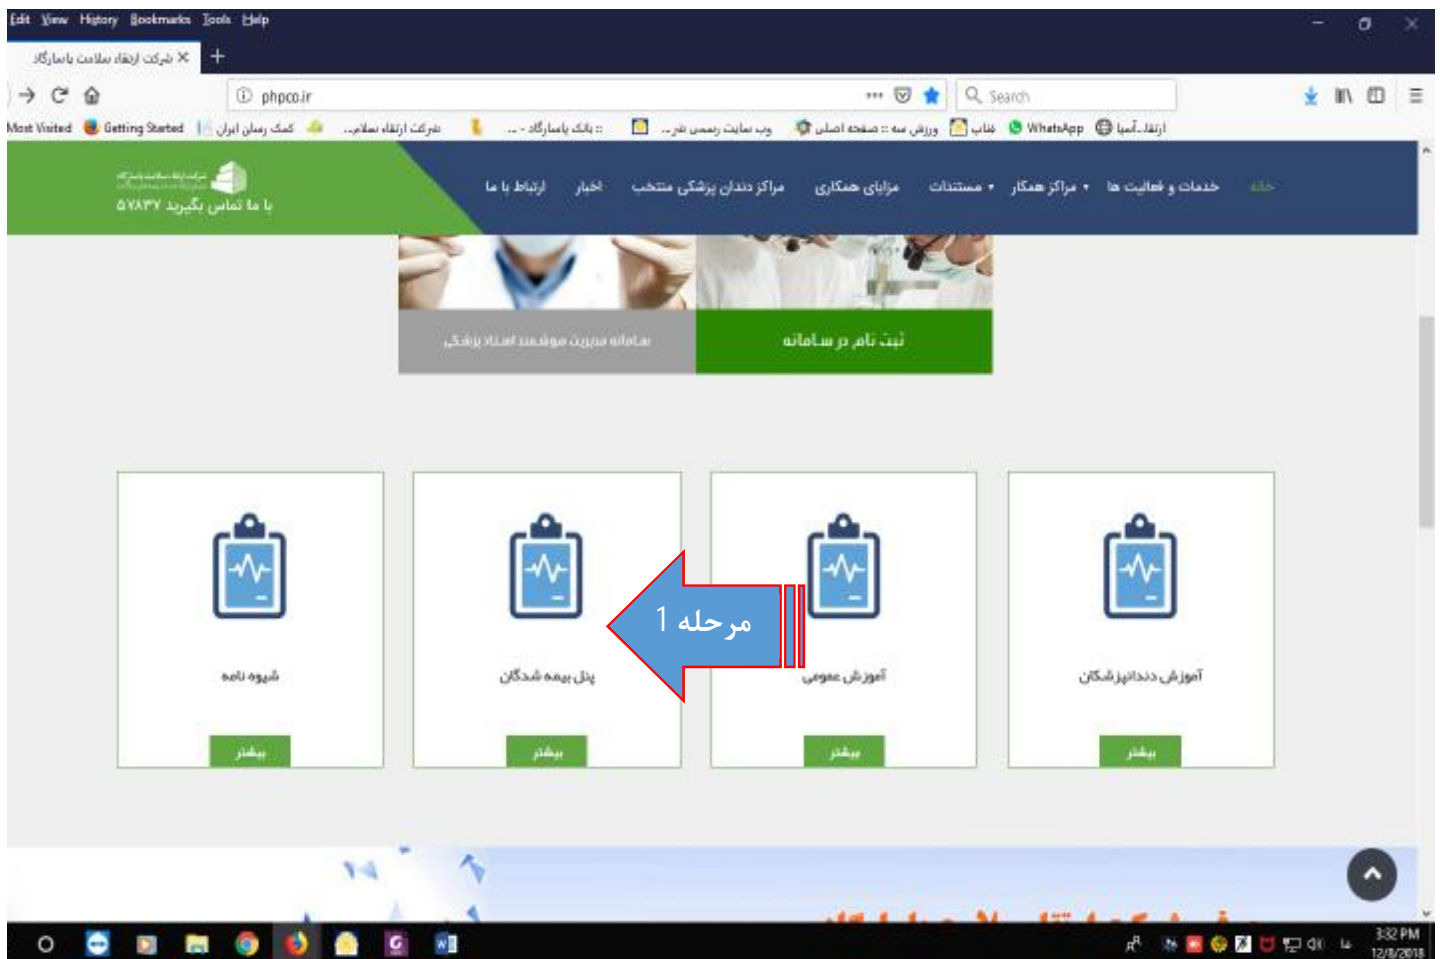 Edit View History Bookmarks Tools Help
شرکت ارتقاء سلامت پاسارگاد
phpco.ir
Search
Most Visited Getting Started کمک رسان ایران شرکت ارتقاء سلامت... :: بانک پاسارگاد - ... وب سایت رسمی شر... ورزش سه :: صفحه اصلی WhatsApp
خانه خدمات و فعالیت ها مراکز همکار مستندات مزایای همکاری مراکز دندان پزشکی منتخب اخبار ارتباط با ما
با ما تماس بگیرید ۵۷۸۳۷
ثبت نام در سامانه
سامانه مدیریت هوشمند اسناد پزشکی
مرحله 1
آموزش دندانپزشکان
آموزش عمومی
پنل بیمه شدگان
شیوه نامه
بیشتر
بیشتر
بیشتر
بیشتر
3:32 PM
12/8/2018